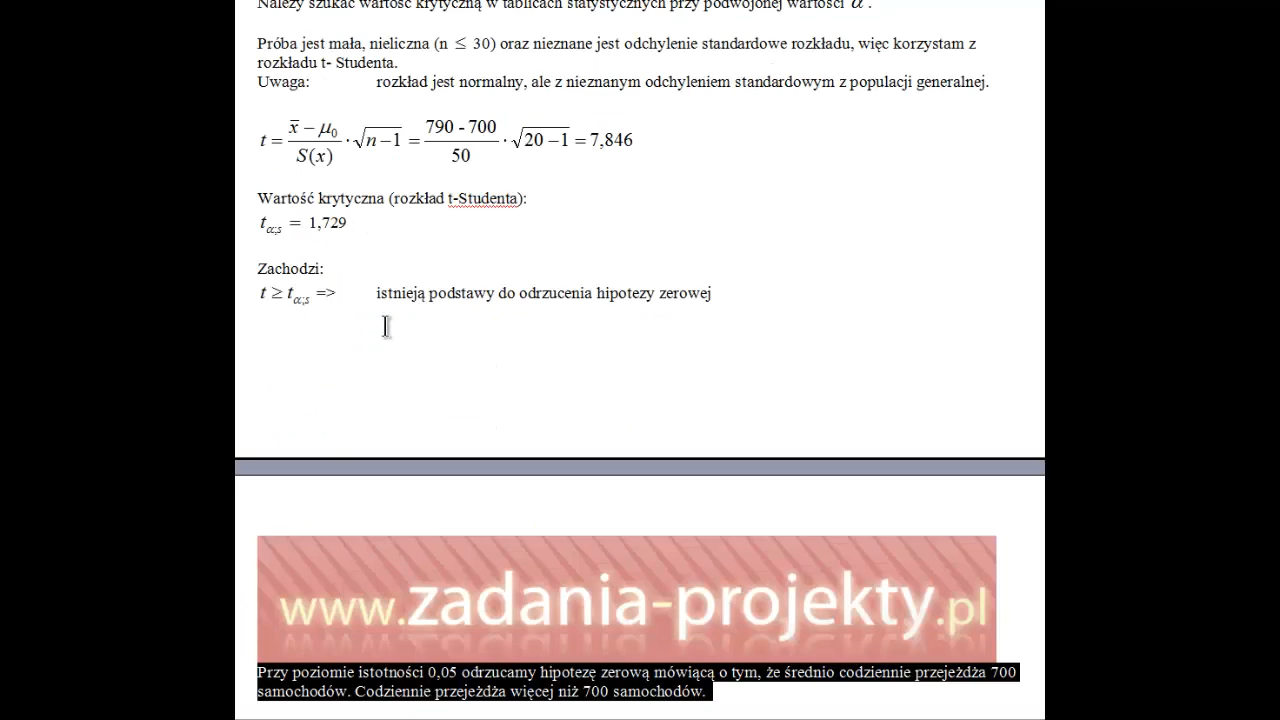 Należy szukać wartość krytyczną w tablicach statystycznych przy podwojonej wartości α .
Próba jest mała, nieliczna (n ≤ 30) oraz nieznane jest odchylenie standardowe rozkładu, więc korzystam z
rozkładu t- Studenta.
Uwaga: rozkład jest normalny, ale z nieznanym odchyleniem standardowym z populacji generalnej.
t = (x̄ − μ₀)/S(x) · √(n−1) = (790 - 700)/50 · √(20−1) = 7,846
Wartość krytyczna (rozkład t-Studenta):
t α;s = 1,729
Zachodzi:
t ≥ t α;s => istnieją podstawy do odrzucenia hipotezy zerowej
www.zadania-projekty.pl
Przy poziomie istotności 0,05 odrzucamy hipotezę zerową mówiącą o tym, że średnio codziennie przejeżdża 700
samochodów. Codziennie przejeżdża więcej niż 700 samochodów.